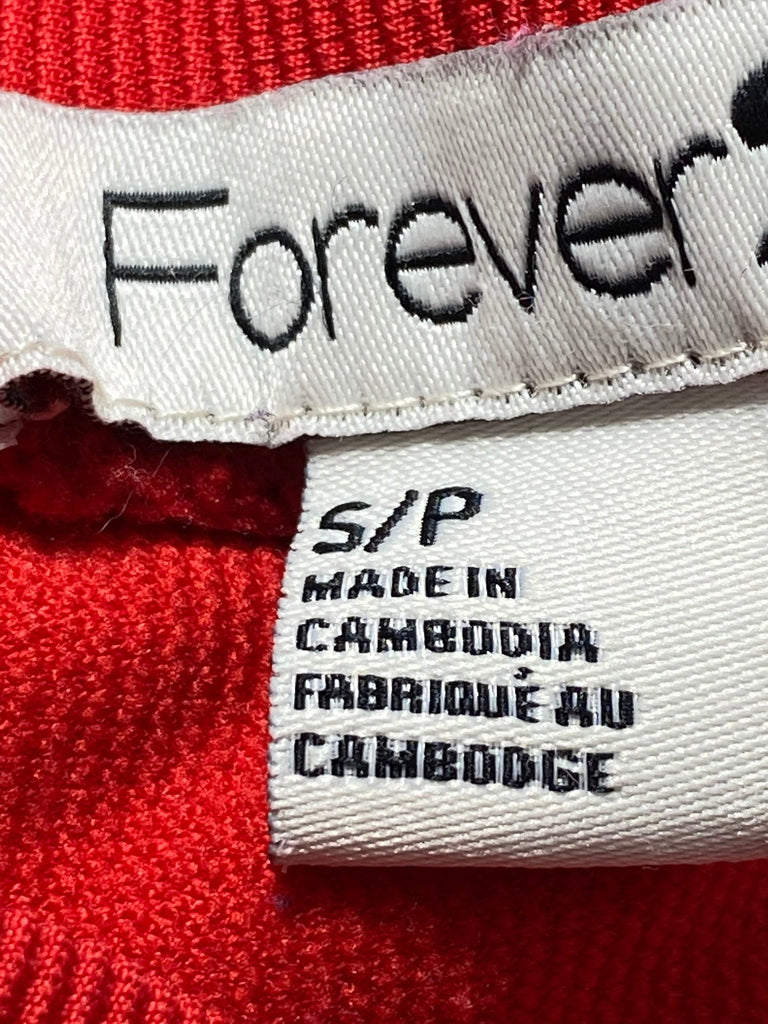 Forever
S/P
MADE IN
CAMBODIA
FABRIQUÉ AU
CAMBODGE